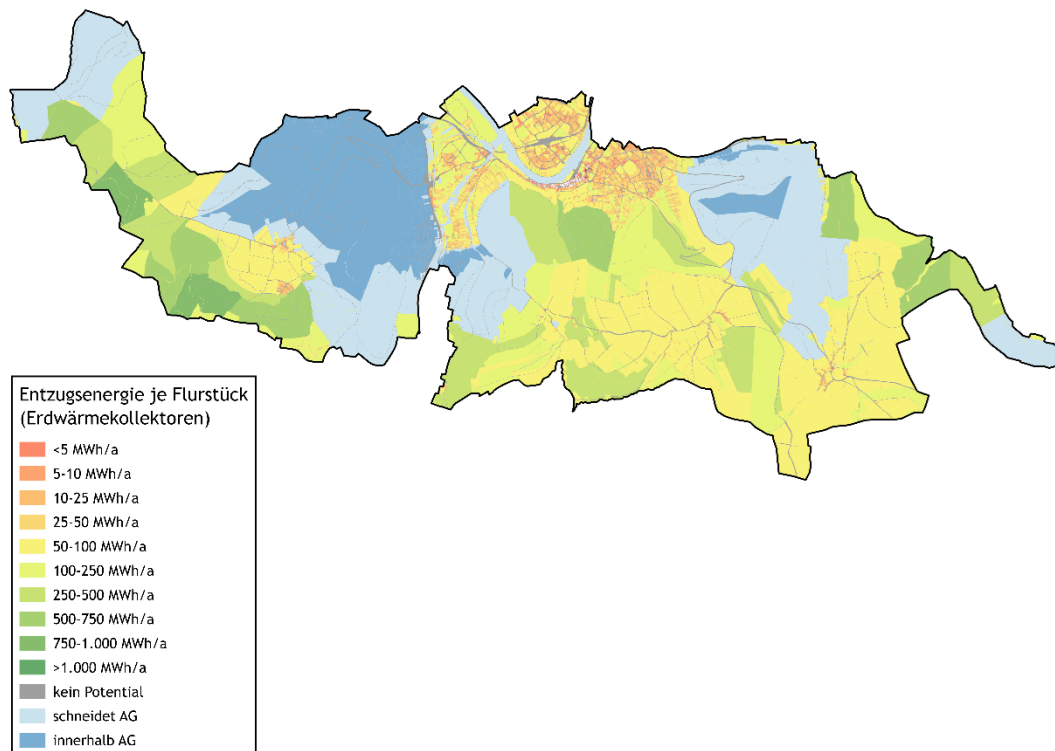 Entzugsenergie je Flurstück
(Erdwärmekollektoren)
<5 MWh/a
5-10 MWh/a
10-25 MWh/a
25-50 MWh/a
50-100 MWh/a
100-250 MWh/a
250-500 MWh/a
500-750 MWh/a
750-1.000 MWh/a
>1.000 MWh/a
kein Potential
schneidet AG
innerhalb AG